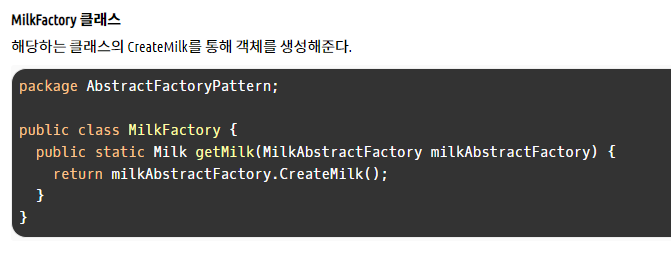 MilkFactory 클래스
해당하는 클래스의 CreateMilk를 통해 객체를 생성해준다.
package AbstractFactoryPattern;
public class MilkFactory {
public static Milk getMilk(MilkAbstractFactory milkAbstractFactory) {
return milkAbstractFactory.CreateMilk();
}
}